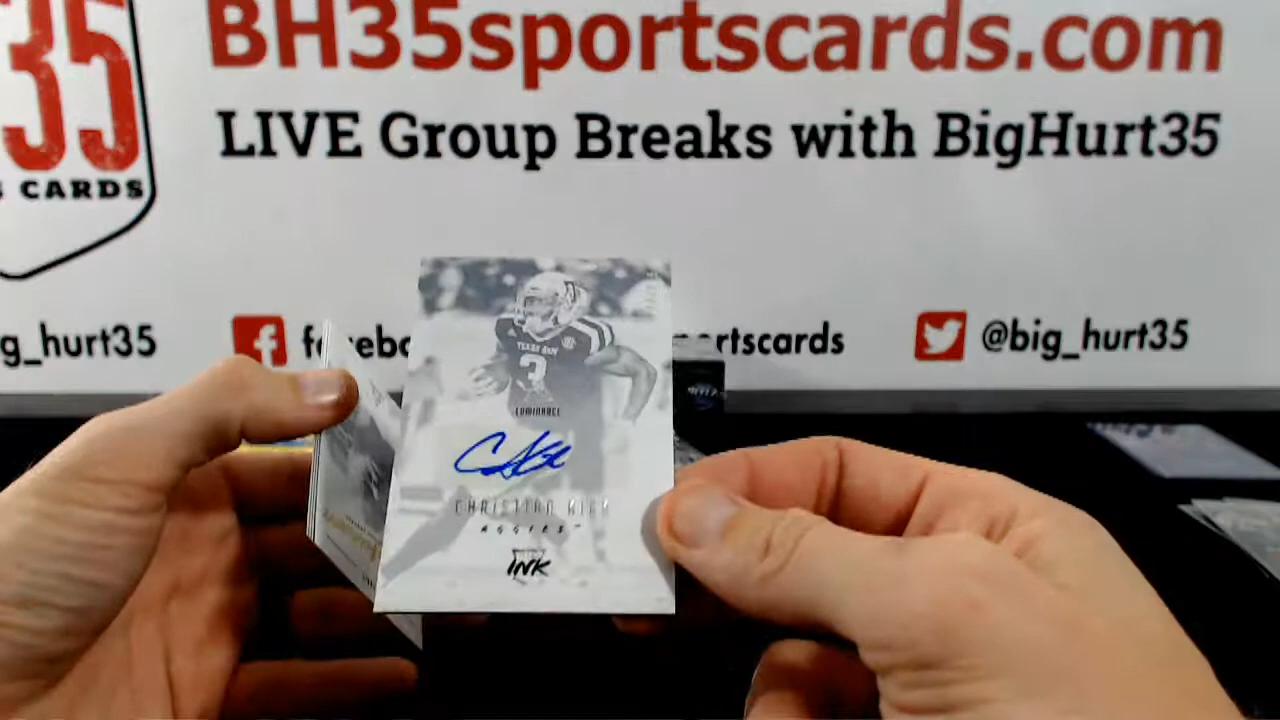 35
CARDS
BH35sportscards.com
LIVE Group Breaks with BigHurt35
g_hurt35
f
rtscards
@big_hurt35
TEXAS A&M
3
LUMINANCE
CHRISTIAN KIRK
AGGIES
INK